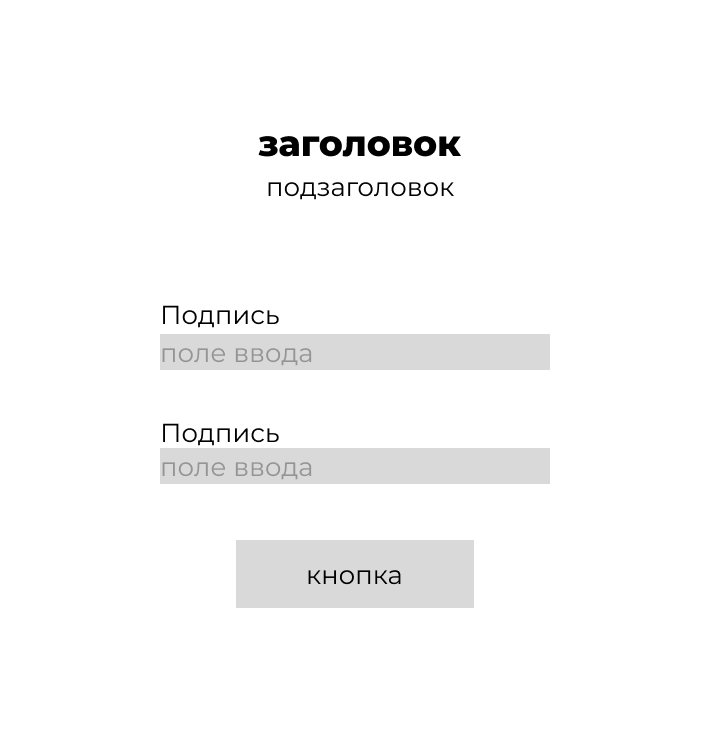 заголовок
подзаголовок
Подпись
поле ввода
Подпись
поле ввода
кнопка